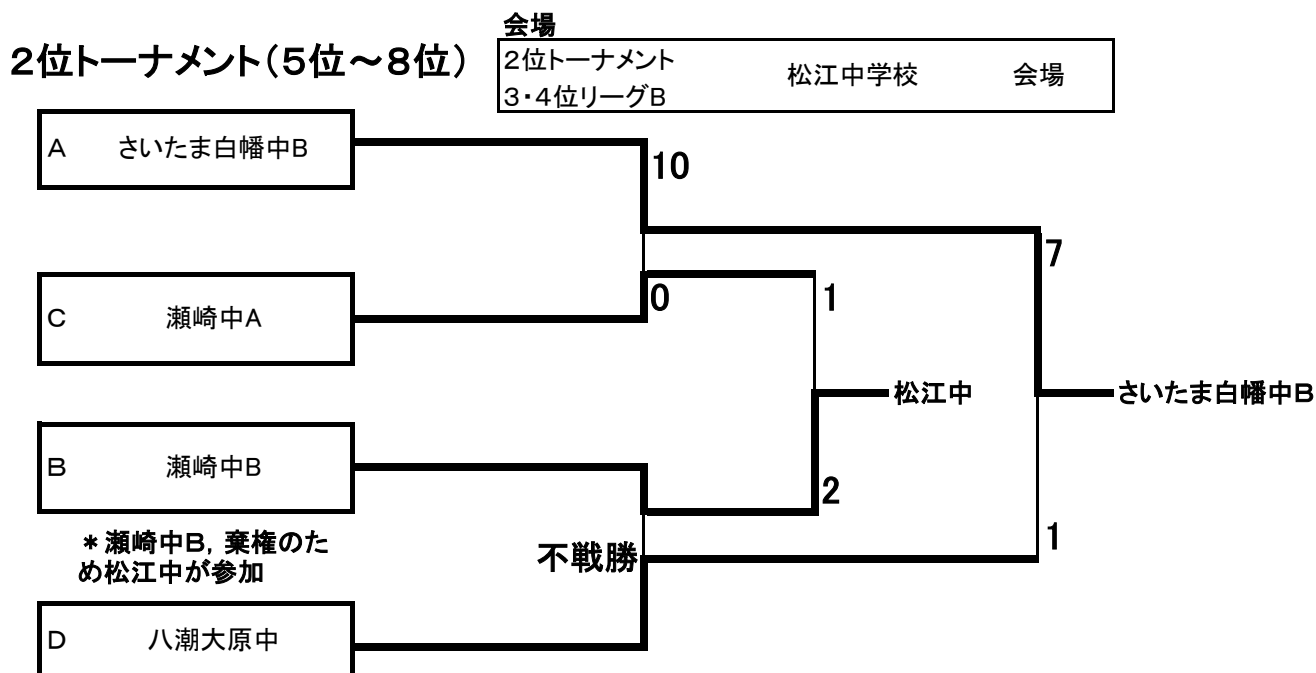 会場
2位トーナメント(5位~8位)
2位トーナメント
松江中学校 会場
3・4位リーグB
A さいたま白幡中B
10
7
C 瀬崎中A
0
1
松江中
さいたま白幡中B
B 瀬崎中B
2
*瀬崎中B,棄権のた
め松江中が参加
不戦勝
1
D 八潮大原中